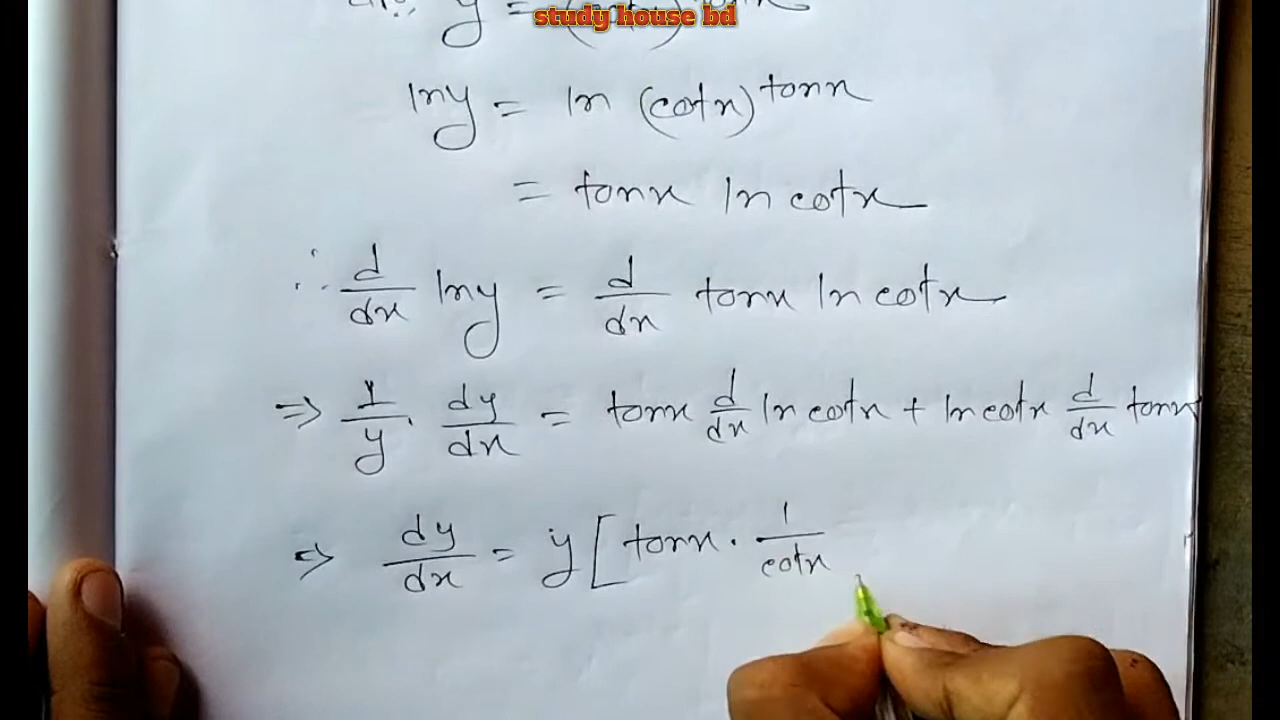 study house bd
y =
lny = ln (cotx)^tanx
= tanx ln cotx
∴ d/dx lny = d/dx tanx ln cotx
⇒ 1/y · dy/dx = tanx d/dx ln cotx + ln cotx d/dx tanx
⇒ dy/dx = y [ tanx · 1/cotx